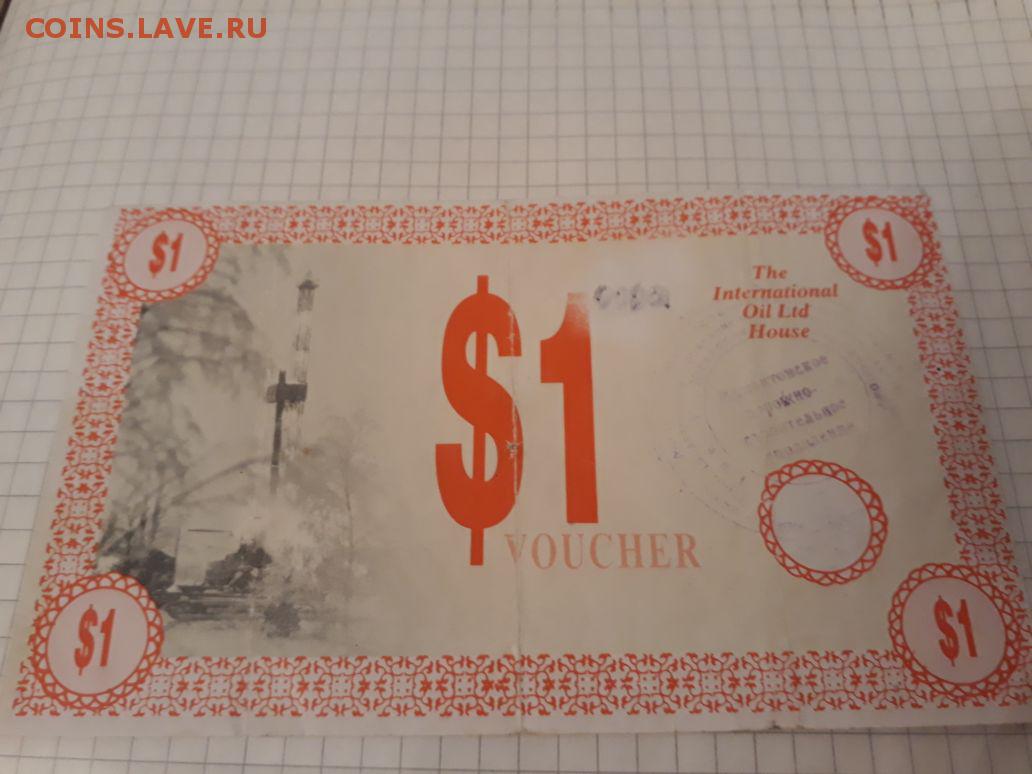 COINS.LAVE.RU
$1
$1
The
International
Oil Ltd
House
$1
VOUCHER
$1
$1